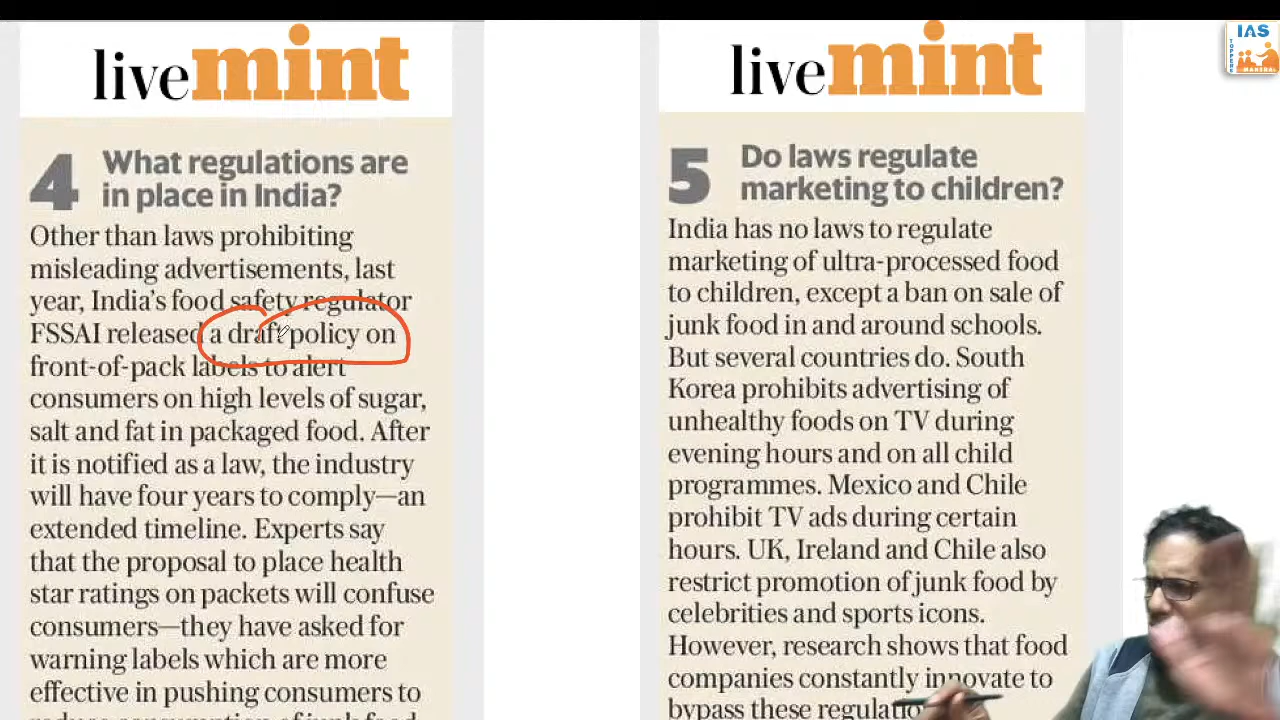 livemint
4 What regulations are
in place in India?
Other than laws prohibiting
misleading advertisements, last
year, India's food safety regulator
FSSAI released a draft policy on
front-of-pack labels to alert
consumers on high levels of sugar,
salt and fat in packaged food. After
it is notified as a law, the industry
will have four years to comply—an
extended timeline. Experts say
that the proposal to place health
star ratings on packets will confuse
consumers—they have asked for
warning labels which are more
effective in pushing consumers to
livemint
5 Do laws regulate
marketing to children?
India has no laws to regulate
marketing of ultra-processed food
to children, except a ban on sale of
junk food in and around schools.
But several countries do. South
Korea prohibits advertising of
unhealthy foods on TV during
evening hours and on all child
programmes. Mexico and Chile
prohibit TV ads during certain
hours. UK, Ireland and Chile also
restrict promotion of junk food by
celebrities and sports icons.
However, research shows that food
companies constantly innovate to
bypass these
IAS